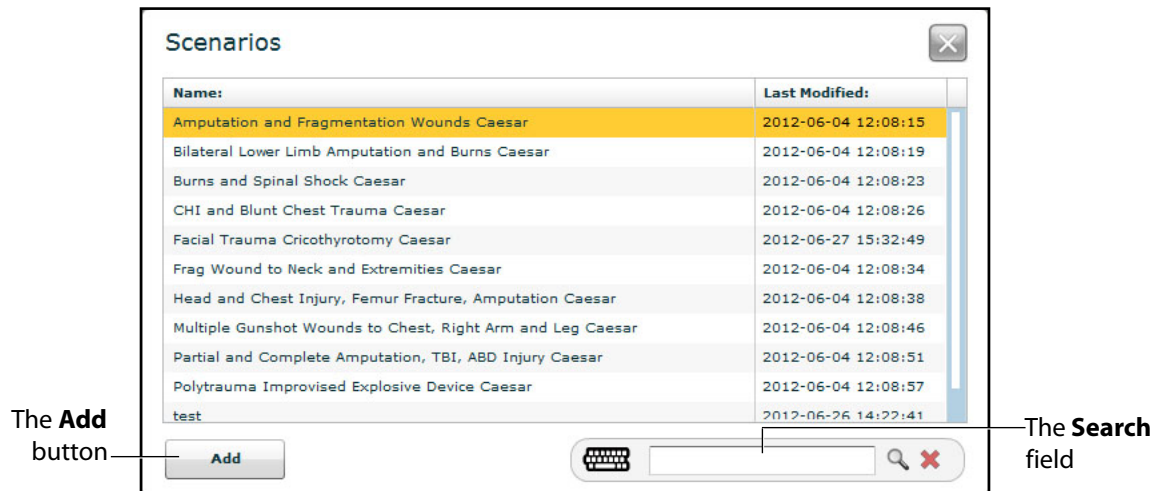 Scenarios
Name: Last Modified:
Amputation and Fragmentation Wounds Caesar 2012-06-04 12:08:15
Bilateral Lower Limb Amputation and Burns Caesar 2012-06-04 12:08:19
Burns and Spinal Shock Caesar 2012-06-04 12:08:23
CHI and Blunt Chest Trauma Caesar 2012-06-04 12:08:26
Facial Trauma Cricothyrotomy Caesar 2012-06-27 15:32:49
Frag Wound to Neck and Extremities Caesar 2012-06-04 12:08:34
Head and Chest Injury, Femur Fracture, Amputation Caesar 2012-06-04 12:08:38
Multiple Gunshot Wounds to Chest, Right Arm and Leg Caesar 2012-06-04 12:08:46
Partial and Complete Amputation, TBI, ABD Injury Caesar 2012-06-04 12:08:51
Polytrauma Improvised Explosive Device Caesar 2012-06-04 12:08:57
test 2012-06-26 14:22:41
The Add
button
Add
The Search
field